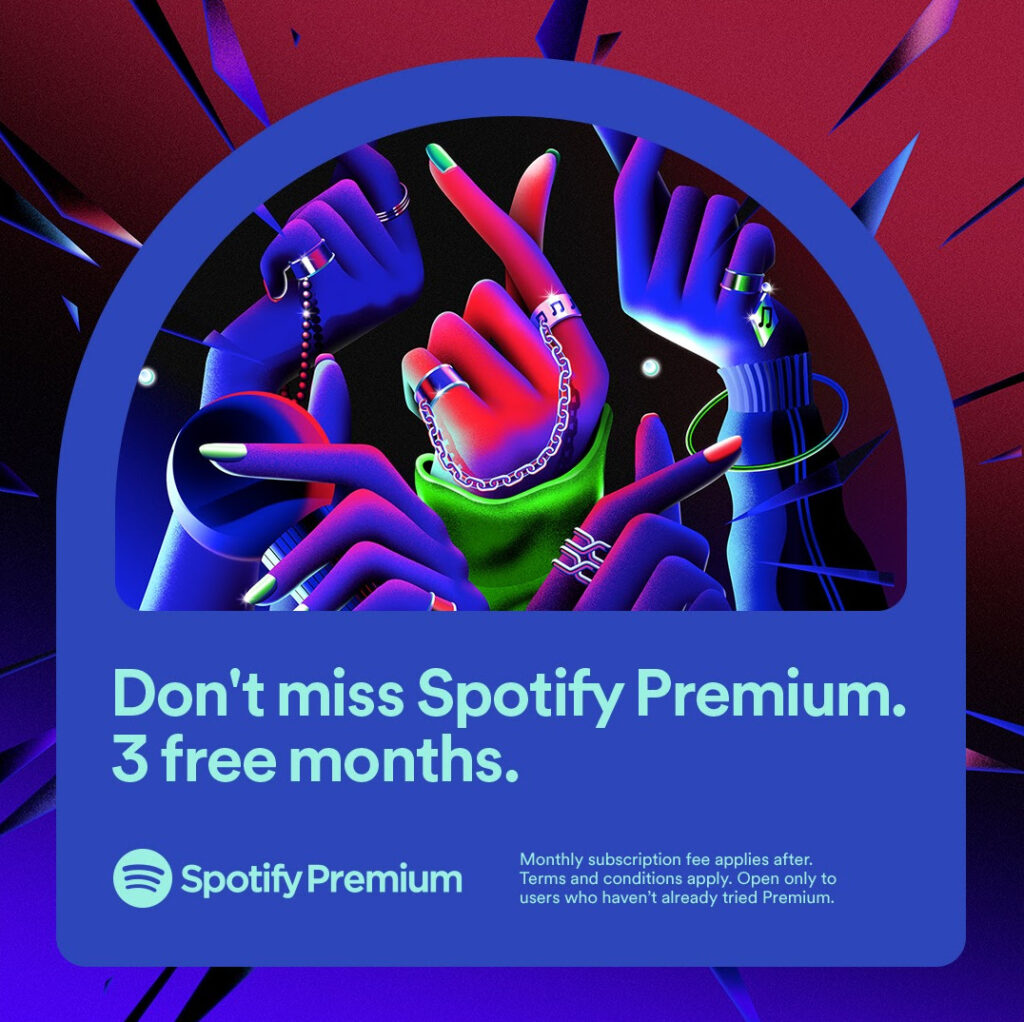 Don't miss Spotify Premium.
3 free months.
Spotify Premium
Monthly subscription fee applies after.
Terms and conditions apply. Open only to
users who haven’t already tried Premium.